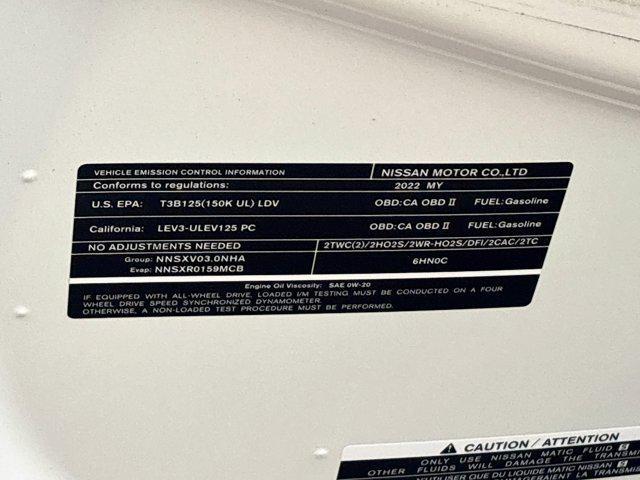 VEHICLE EMISSION CONTROL INFORMATION NISSAN MOTOR CO.,LTD
Conforms to regulations: 2022 MY
U.S. EPA: T3B125(150K UL) LDV OBD:CA OBD II FUEL:Gasoline
California: LEV3-ULEV125 PC OBD:CA OBD II FUEL:Gasoline
NO ADJUSTMENTS NEEDED 2TWC(2)/2HO2S/2WR-HO2S/DFI/2CAC/2TC
Group: NNSXV03.0NHA
Evap: NNSXR0159MCB 6HN0C
Engine Oil Viscosity: SAE 0W-20
IF EQUIPPED WITH ALL-WHEEL DRIVE, LOADED I/M TESTING MUST BE CONDUCTED ON A FOUR
WHEEL DRIVE SPEED SYNCHRONIZED DYNAMOMETER.
OTHERWISE, A NON-LOADED TEST PROCEDURE MUST BE PERFORMED.
CAUTION / ATTENTION
ONLY USE NISSAN MATIC FLUID S
OTHER FLUIDS WILL DAMAGE THE TRANSMI
N'UTILISER QUE DU LIQUIDE MATIC NISSAN S